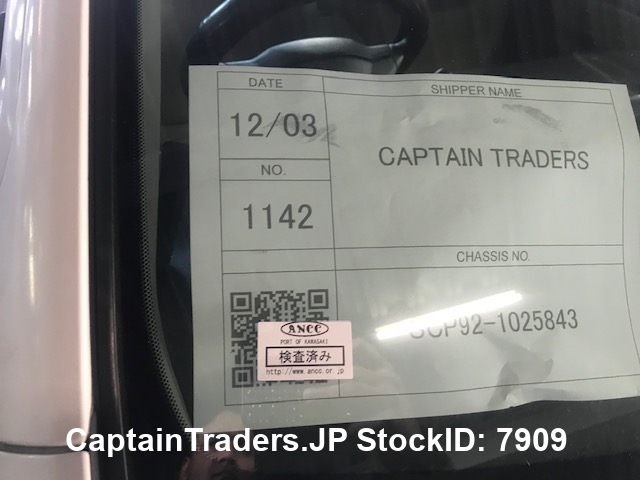 DATE
SHIPPER NAME
12/03
CAPTAIN TRADERS
NO.
1142
CHASSIS NO.
SCP92-1025843
ANCC
PORT OF KAWASAKI
検査済み
http://www.ancc.or.jp
CaptainTraders.JP StockID: 7909